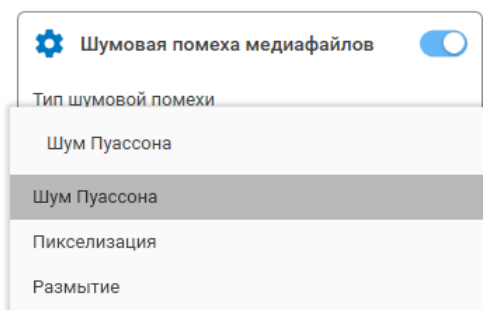 Шумовая помеха медиафайлов
Тип шумовой помехи
Шум Пуассона
Шум Пуассона
Пикселизация
Размытие